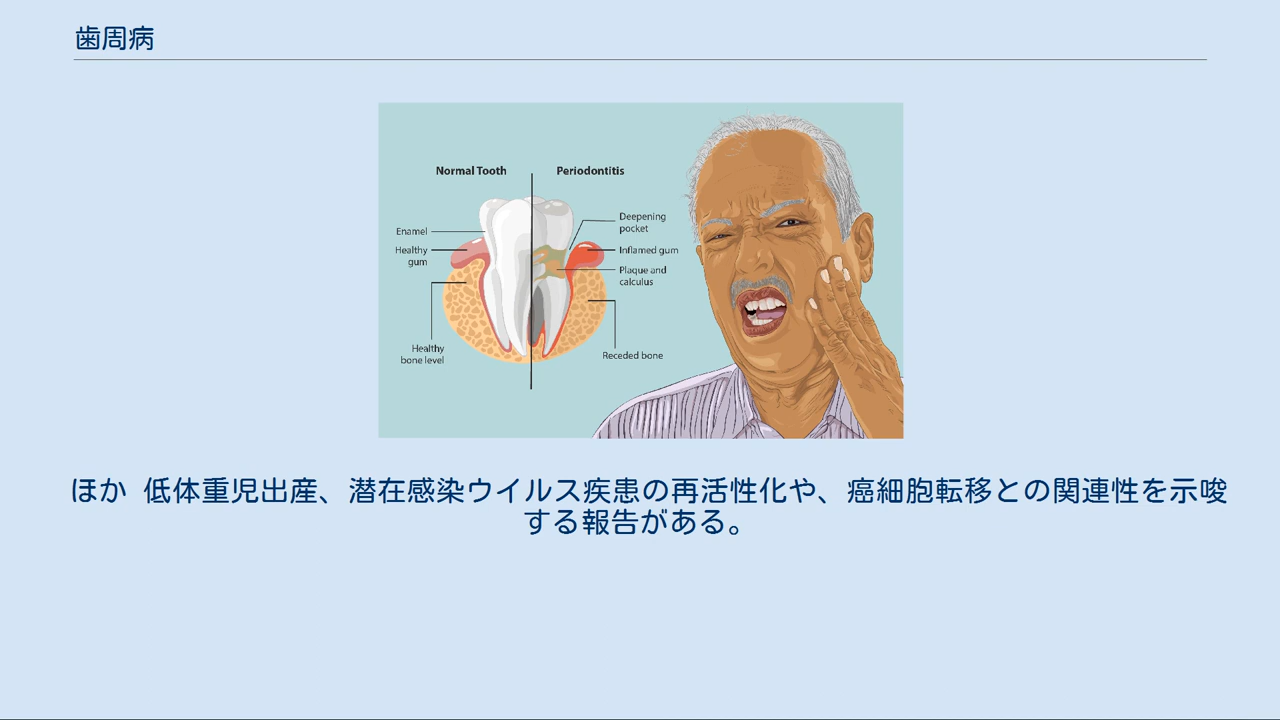 歯周病
Normal Tooth
Periodontitis
Enamel
Healthy
gum
Healthy
bone level
Deepening
pocket
Inflamed gum
Plaque and
calculus
Receded bone
ほか 低体重児出産、潜在感染ウイルス疾患の再活性化や、癌細胞転移との関連性を示唆
する報告がある。